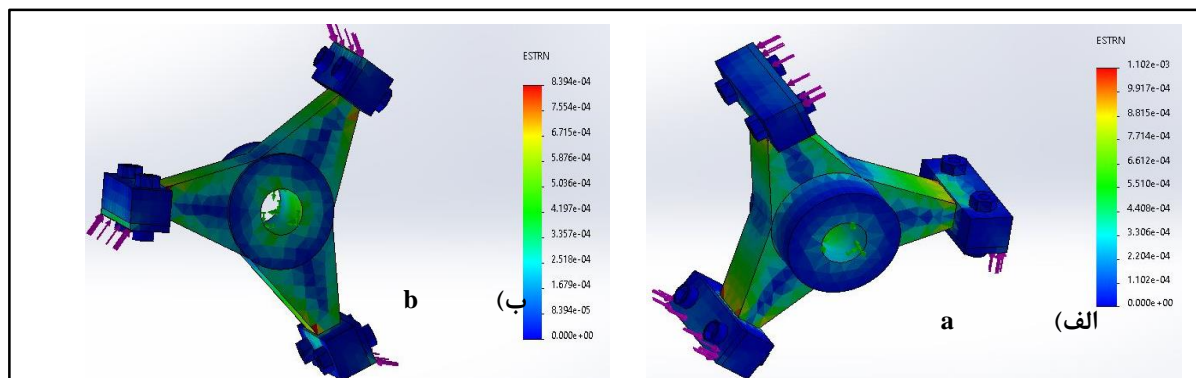 ESTRN
8.394e-04
7.554e-04
6.715e-04
5.876e-04
5.036e-04
4.197e-04
3.357e-04
2.518e-04
1.679e-04
8.394e-05
0.000e+00
b
ب)
ESTRN
1.102e-03
9.917e-04
8.814e-04
7.712e-04
6.612e-04
5.510e-04
4.408e-04
3.306e-04
2.204e-04
1.102e-04
0.000e+00
a
الف)